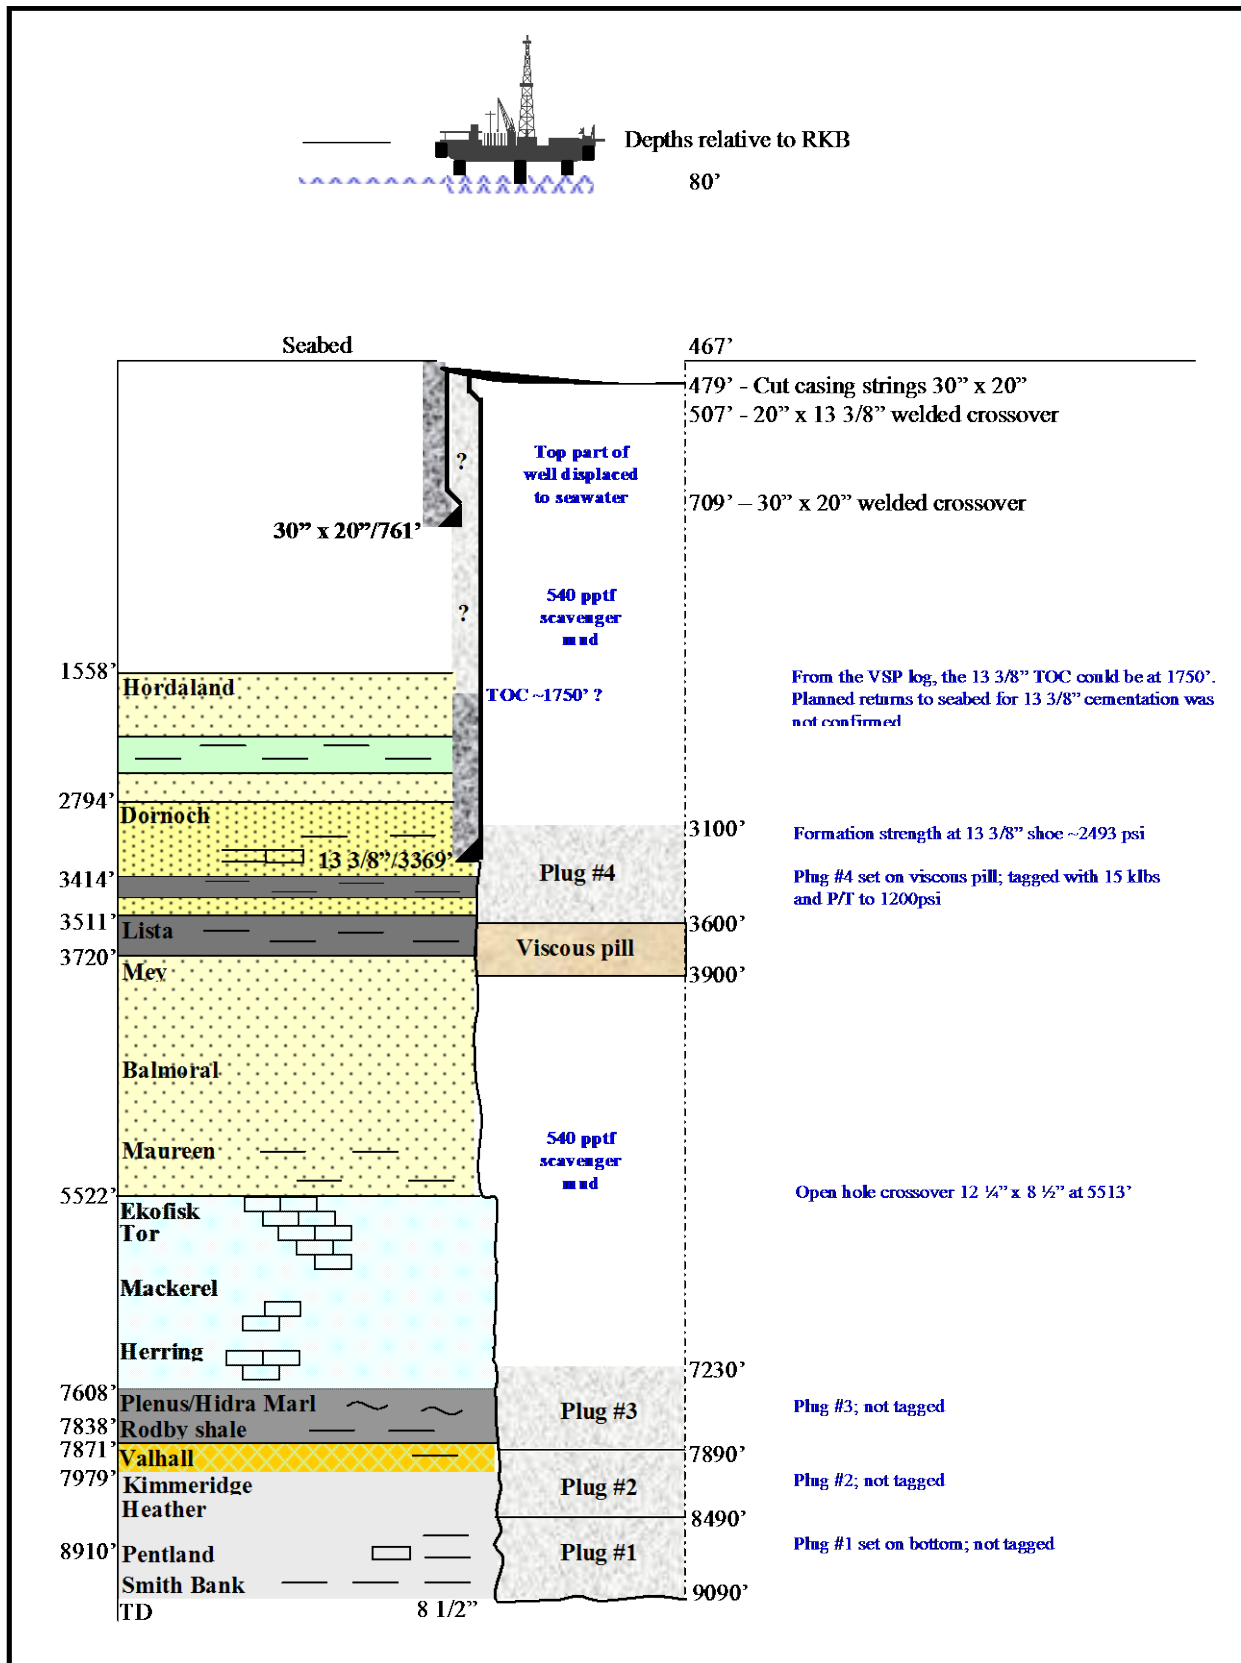 Depths relative to RKB
80’
Seabed
467’
479’ - Cut casing strings 30” x 20”
507’ - 20” x 13 3/8” welded crossover
Top part of
well displaced
to seawater
?
709’ – 30” x 20” welded crossover
30” x 20”/761’
540 pptf
scavenger
mud
?
1558’
Hordaland
TOC ~1750’ ?
From the VSP log, the 13 3/8” TOC could be at 1750’.
Planned returns to seabed for 13 3/8” cementation was
not confirmed
2794’
Dornoch
3100’
Formation strength at 13 3/8” shoe ~2493 psi
13 3/8”/3369’
Plug #4
3414’
Plug #4 set on viscous pill; tagged with 15 klbs
and P/T to 1200psi
3511’
Lista
3600’
Viscous pill
3720’
Mey
3900’
Balmoral
Maureen
540 pptf
scavenger
mud
5522’
Open hole crossover 12 ¼” x 8 ½” at 5513’
Ekofisk
Tor
Mackerel
Herring
7230’
7608’
Plenus/Hidra Marl
Plug #3
Plug #3; not tagged
7838’
Rodby shale
7871’
Valhall
7890’
7979’
Kimmeridge
Plug #2
Plug #2; not tagged
Heather
8490’
8910’
Pentland
Plug #1
Plug #1 set on bottom; not tagged
Smith Bank
9090’
TD
8 1/2”